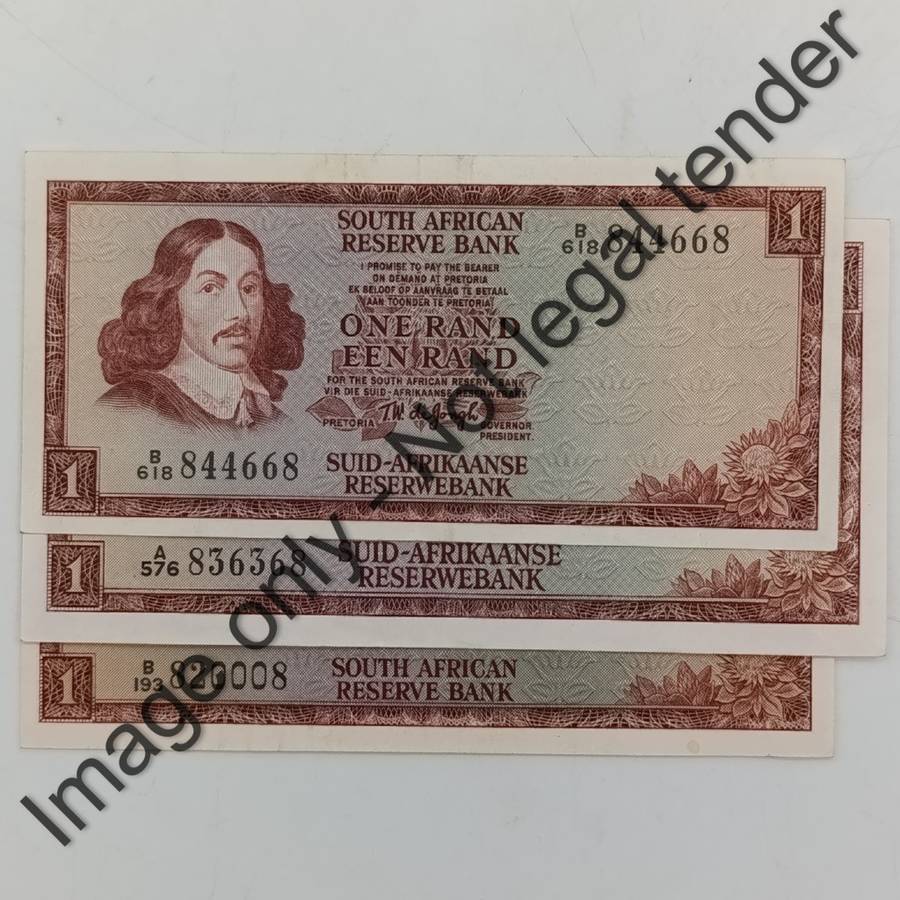 SOUTH AFRICAN
RESERVE BANK
B
618 844668
1
I PROMISE TO PAY THE BEARER
ON DEMAND AT PRETORIA
EK BELOOF OP AANVRAAG TE BETAAL
AAN TOONDER TE PRETORIA
ONE RAND
EEN RAND
FOR THE SOUTH AFRICAN RESERVE BANK
VIR DIE SUID-AFRIKAANSE RESERWEBANK
T.W. de Jongh
PRETORIA
GOVERNOR
PRESIDENT.
B
618 844668
1
SUID-AFRIKAANSE
RESERWEBANK
1
A
576 836368
SUID-AFRIKAANSE
RESERWEBANK
1
B
193 820008
SOUTH AFRICAN
RESERVE BANK
Image only - Not legal tender